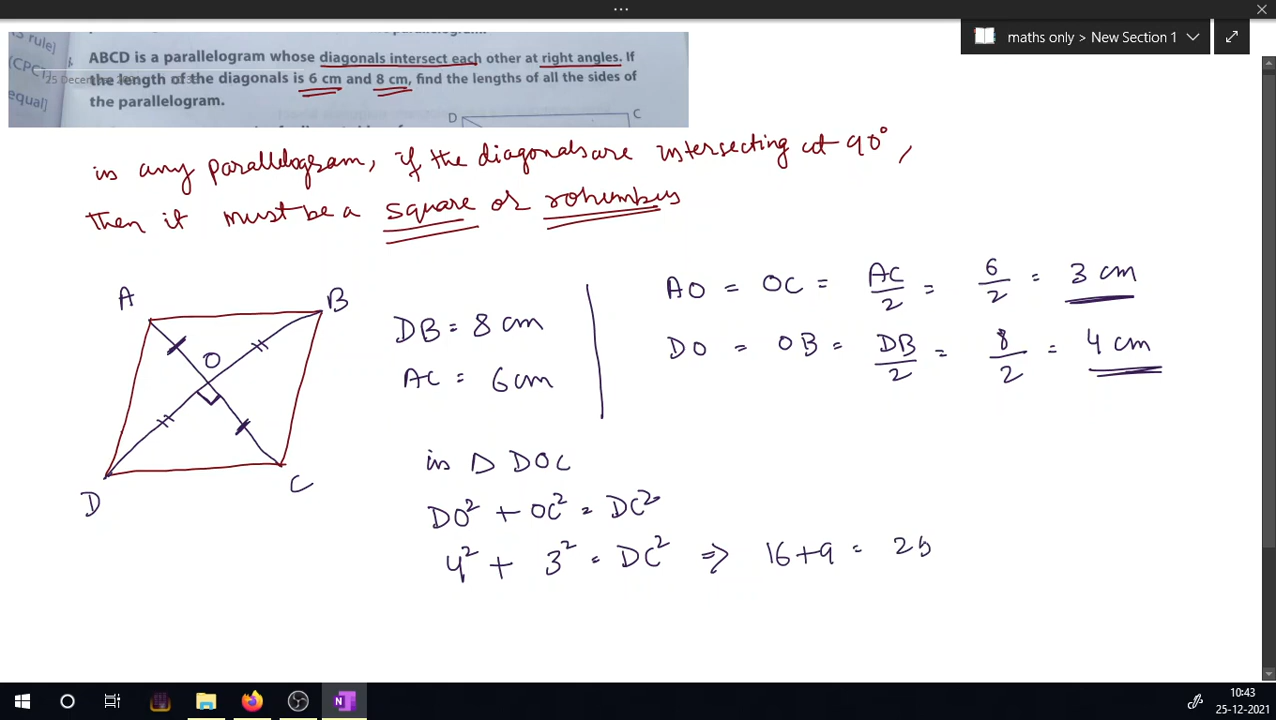 maths only > New Section 1
rule]
(CPC
equal]
ABCD is a parallelogram whose diagonals intersect each other at right angles. If
the length of the diagonals is 6 cm and 8 cm, find the lengths of all the sides of
the parallelogram.
D C
in any parallelogram, if the diagonals are intersecting at 90°,
then it must be a square or rohumbus
A B
O
D C
DB = 8 cm
AC = 6 cm
AO = OC = AC/2 = 6/2 = 3 cm
DO = OB = DB/2 = 8/2 = 4 cm
in Δ DOC
DO² + OC² = DC²
4² + 3² = DC² ⇒ 16+9 = 25
10:43
25-12-2021